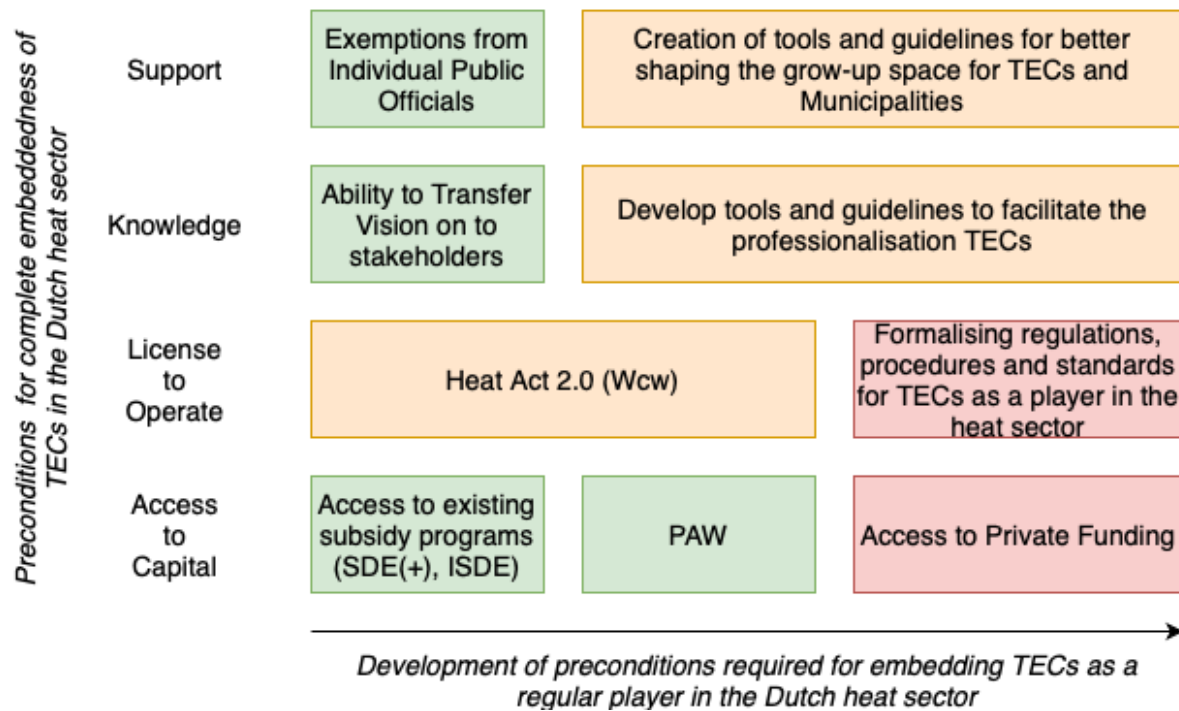 Preconditions for complete embeddedness of
TECs in the Dutch heat sector
Support
Exemptions from
Individual Public
Officials
Creation of tools and guidelines for better
shaping the grow-up space for TECs and
Municipalities
Knowledge
Ability to Transfer
Vision on to
stakeholders
Develop tools and guidelines to facilitate the
professionalisation TECs
License
to
Operate
Heat Act 2.0 (Wcw)
Formalising regulations,
procedures and standards
for TECs as a player in the
heat sector
Access
to
Capital
Access to existing
subsidy programs
(SDE(+), ISDE)
PAW
Access to Private Funding
Development of preconditions required for embedding TECs as a
regular player in the Dutch heat sector